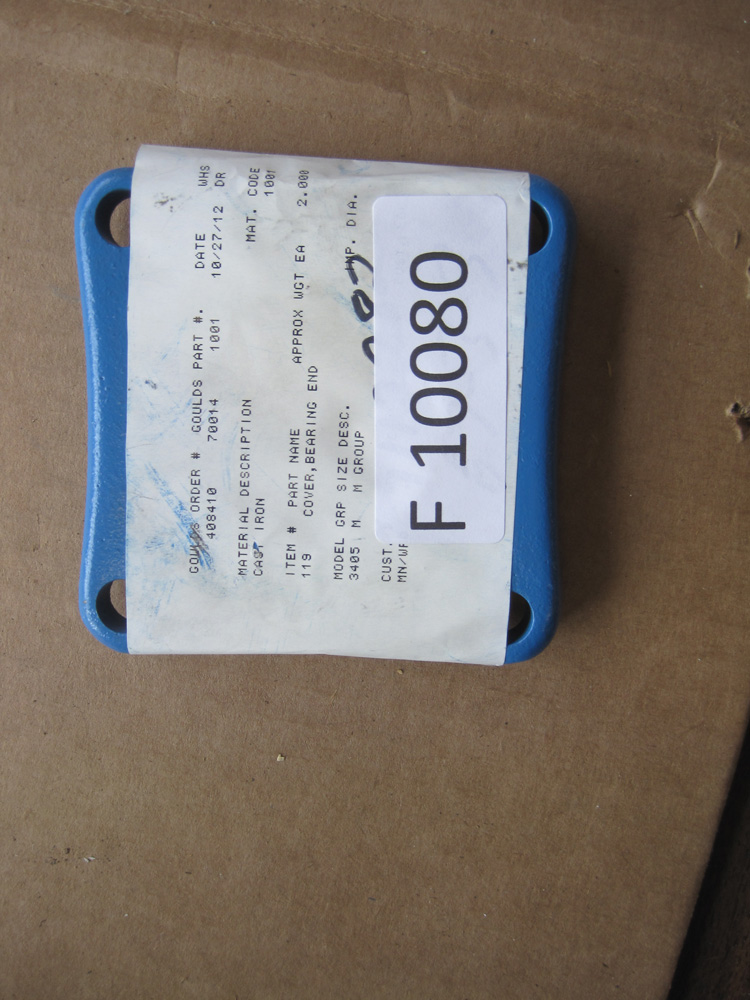 GOULDS ORDER # GOULDS PART #. DATE WHS
408410 70014 1001 10/27/12 DR
MATERIAL DESCRIPTION MAT. CODE
CAST IRON 1001
ITEM # PART NAME APPROX WGT EA
119 COVER,BEARING END 2.000
MODEL GRP SIZE DESC. IMP. DIA.
3405 M M GROUP
CUST.
MN/WR
F 10080